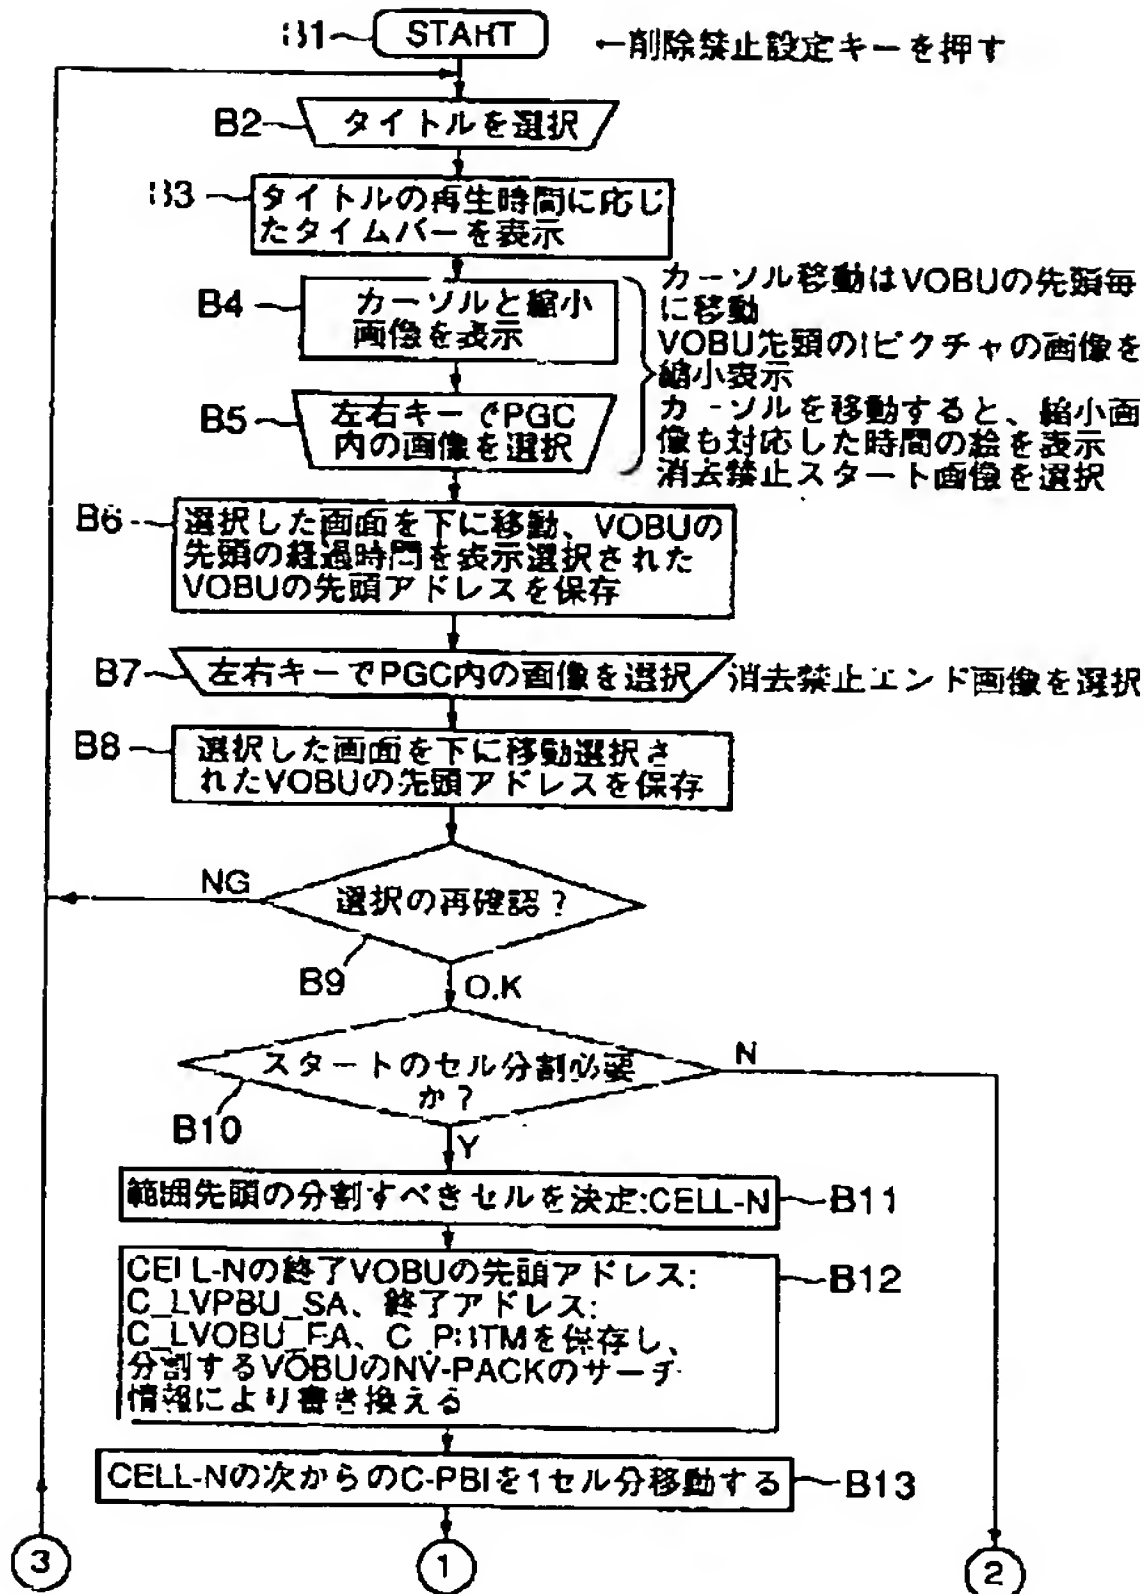 B1
START
←削除禁止設定キーを押す
B2
タイトルを選択
B3
タイトルの再生時間に応じ
たタイムバーを表示
B4
カーソルと縮小
画像を表示
カーソル移動はVOBUの先頭毎
に移動
VOBU先頭のIピクチャの画像を
縮小表示
B5
左右キーでPGC
内の画像を選択
カーソルを移動すると、縮小画
像も対応した時間の絵を表示
消去禁止スタート画像を選択
B6
選択した画面を下に移動、VOBUの
先頭の経過時間を表示選択された
VOBUの先頭アドレスを保存
B7
左右キーでPGC内の画像を選択
消去禁止エンド画像を選択
B8
選択した画面を下に移動選択さ
れたVOBUの先頭アドレスを保存
NG
選択の再確認?
B9
O.K
スタートのセル分割必要
か?
N
B10
Y
範囲先頭の分割すべきセルを決定:CELL-N
B11
CELL-Nの終了VOBUの先頭アドレス:
C_LVPBU_SA、終了アドレス:
C_LVOBU_EA、C_PBTMを保存し、
分割するVOBUのNV-PACKのサーチ
情報により書き換える
B12
CELL-Nの次からのC-PBIを1セル分移動する
B13
3
1
2